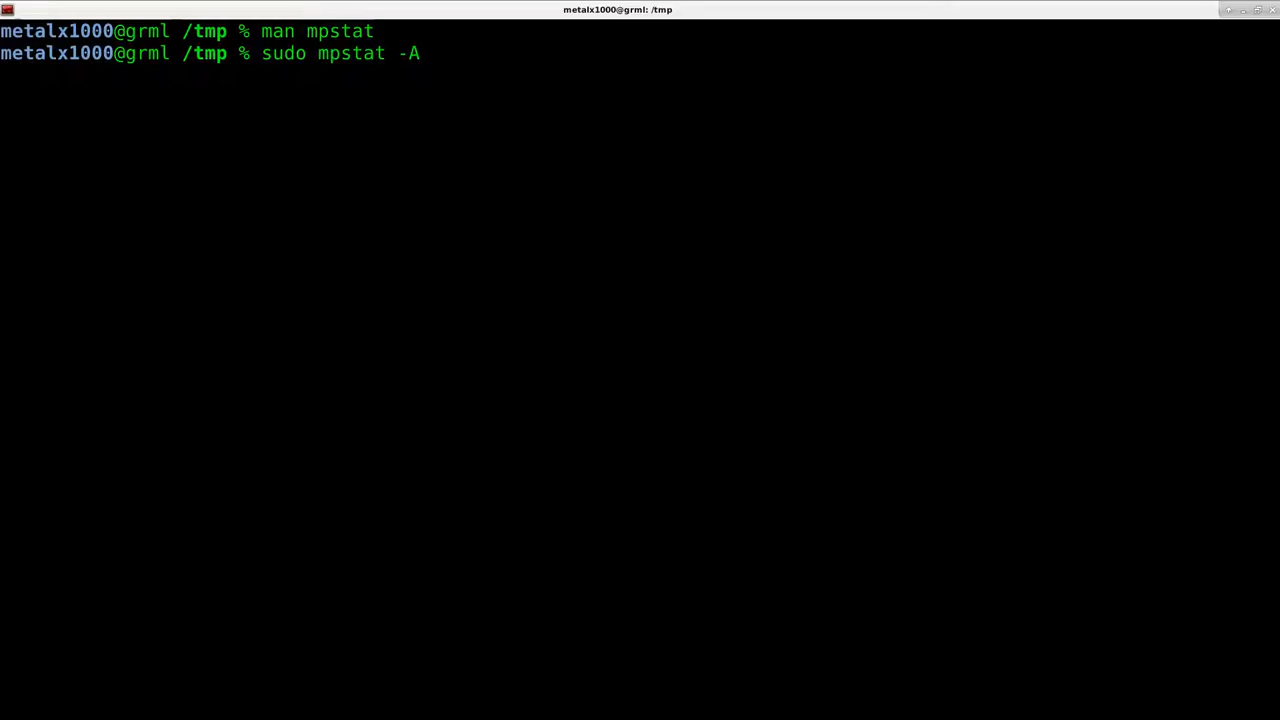 metalx1000@grml: /tmp
metalx1000@grml /tmp % man mpstat
metalx1000@grml /tmp % sudo mpstat -A